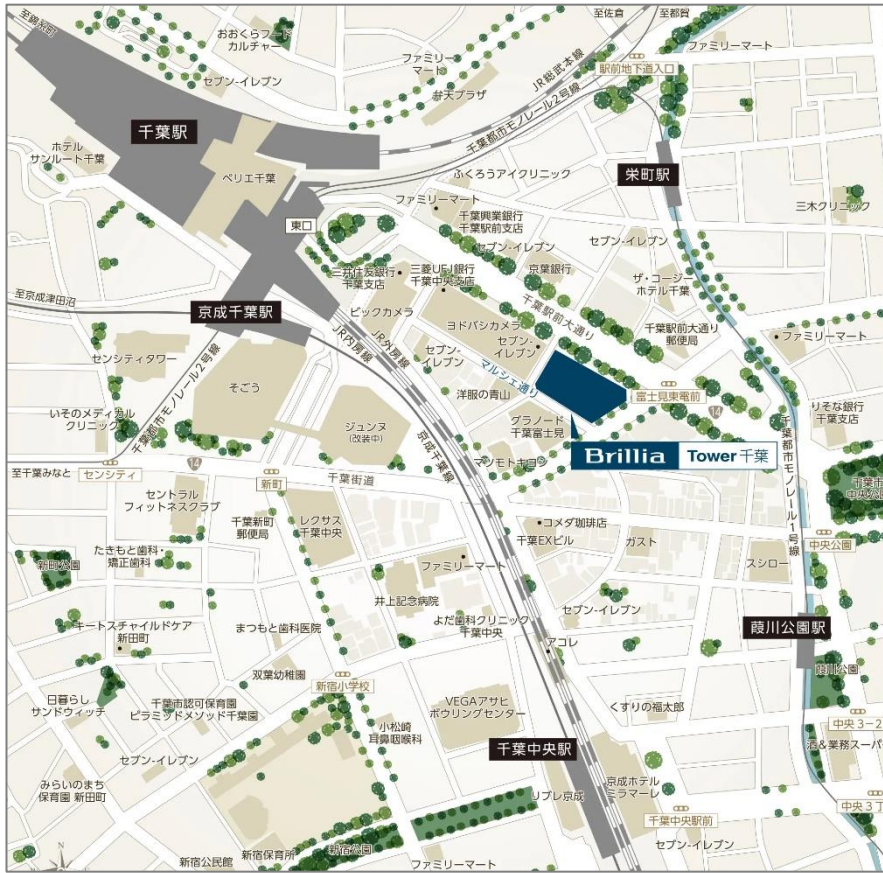 至錦糸町
おおくらフード
カルチャー
セブン-イレブン
ファミリー
マート
弁天プラザ
JR総武本線
千葉都市モノレール2号線
至佐倉
至都賀
駅前地下道入口
ファミリーマート
千葉駅
ホテル
サンルート千葉
ペリエ千葉
東口
ふくろうアイクリニック
ファミリーマート
千葉興業銀行
千葉駅前支店
セブン-イレブン
京葉銀行
栄町駅
三木クリニック
セブン-イレブン
ザ・コージー
ホテル千葉
三井住友銀行
千葉支店
三菱UFJ銀行
千葉中央支店
千葉駅前大通り
千葉駅前大通り
郵便局
ファミリーマート
至京成津田沼
京成千葉駅
ビックカメラ
ヨドバシカメラ
セブン-
イレブン
セブン-
イレブン
マルシェ通り
JR内房線
JR外房線
洋服の青山
富士見東電前
14
りそな銀行
千葉支店
センシティタワー
千葉都市モノレール2号線
そごう
いそのメディカル
クリニック
ジュンヌ
(改装中)
グラノード
千葉富士見
Brillia Tower 千葉
マツモトキヨシ
京成千葉線
千葉都市モノレール1号線
千葉市
中央公園
至千葉みなと
センシティ
14
新町
千葉街道
セントラル
フィットネスクラブ
千葉新町
郵便局
レクサス
千葉中央
コメダ珈琲店
千葉EXビル
ガスト
スシロー
中央公園
新町公園
たきもと歯科・
矯正歯科
ファミリーマート
井上記念病院
セブン-イレブン
キートスチャイルドケア
新田町
まつもと歯科医院
よだ歯科クリニック
千葉中央
アコレ
葭川公園駅
葭川公園
双葉幼稚園
新宿小学校
日暮らし
サンドウィッチ
千葉市認可保育園
ピラミッドメソッド千葉園
VEGAアサヒ
ボウリングセンター
くすりの福太郎
中央3-2
小松崎
耳鼻咽喉科
千葉中央駅
酒&業務スーパー
セブン-イレブン
みらいのまち
保育園 新田町
リブレ京成
京成ホテル
ミラマーレ
千葉中央駅前
中央3丁
新宿公民館
新宿保育所
新宿公園
ファミリーマート
セブン-イレブン